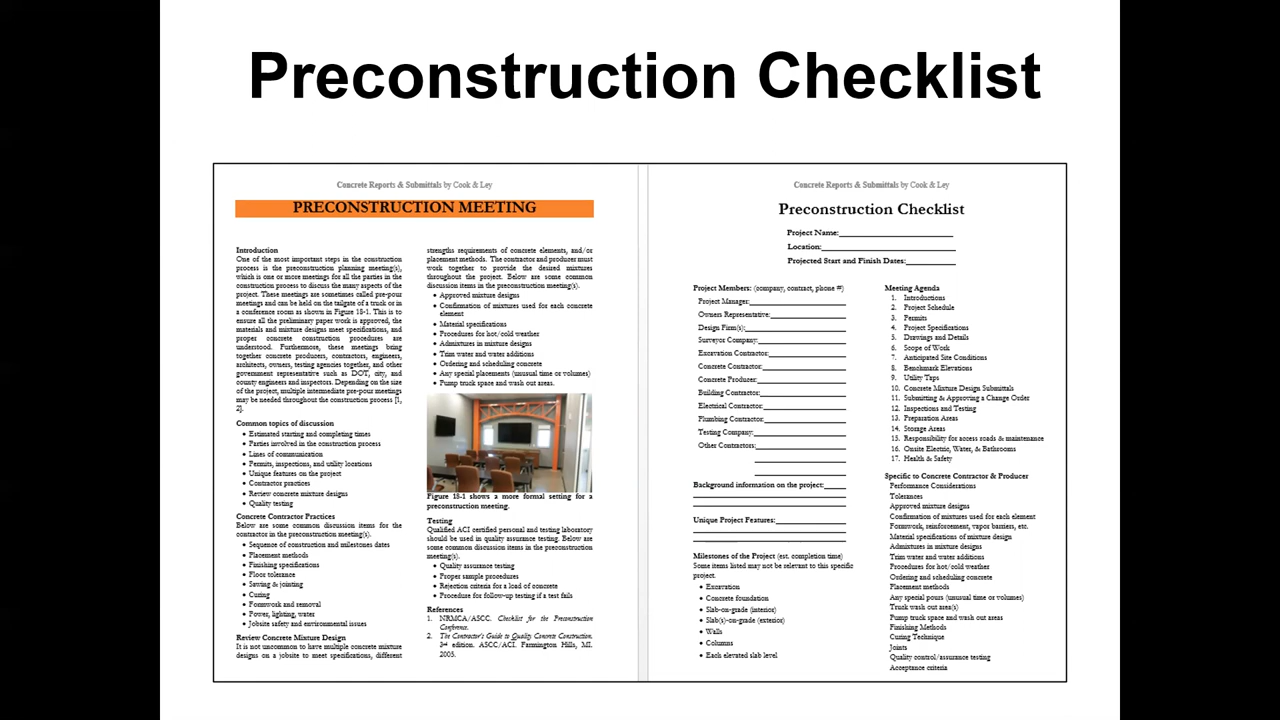 Preconstruction Checklist
Concrete Reports & Submittals by Cook & Ley
PRECONSTRUCTION MEETING
Introduction
One of the most important steps in the construction
process is the preconstruction planning meeting(s),
which is one or more meetings for all the parties in the
construction process to discuss the many aspects of the
project. These meetings are sometimes called pre-pour
meetings and can be held on the tailgate of a truck or in
a conference room as shown in Figure 18-1. This is to
ensure all the preliminary paper work is approved, the
materials and mixture designs meet specifications, and
proper concrete construction procedures are
understood. Furthermore, these meetings bring
together concrete producers, contractors, engineers,
architects, owners, testing agencies together, and other
government representative such as DOT, city, and
county engineers and inspectors. Depending on the size
of the project, multiple intermediate pre-pour meetings
may be needed throughout the construction process [1,
2].
Common topics of discussion
• Estimated starting and completing times
• Parties involved in the construction process
• Lines of communication
• Permits, inspections, and utility locations
• Unique features on the project
• Contractor practices
• Review concrete mixture designs
• Quality testing
Concrete Contractor Practices
Below are some common discussion items for the
contractor in the preconstruction meeting(s).
• Sequence of construction and milestones dates
• Placement methods
• Finishing specifications
• Floor tolerance
• Sawing & jointing
• Curing
• Formwork and removal
• Power, lighting, water
• Jobsite safety and environmental issues
Review Concrete Mixture Design
It is not uncommon to have multiple concrete mixture
designs on a jobsite to meet specifications, different
strengths requirements of concrete elements, and/or
placement methods. The contractor and producer must
work together to provide the desired mixtures
throughout the project. Below are some common
discussion items in the preconstruction meeting(s).
• Approved mixture designs
• Confirmation of mixtures used for each concrete
element
• Material specifications
• Procedures for hot/cold weather
• Admixtures in mixture designs
• Trim water and water additions
• Ordering and scheduling concrete
• Any special placements (unusual time or volumes)
• Pump truck space and wash out areas.
Figure 18-1 shows a more formal setting for a
preconstruction meeting.
Testing
Qualified ACI certified personal and testing laboratory
should be used in quality assurance testing. Below are
some common discussion items in the preconstruction
meeting(s).
• Quality assurance testing
• Proper sample procedures
• Rejection criteria for a load of concrete
• Procedure for follow-up testing if a test fails
References
1. NRMCA/ASCC. Checklist for the Preconstruction
Conference.
2. The Contractor's Guide to Quality Concrete Construction.
3rd edition. ASCC/ACI. Farmington Hills, MI.
2005.
Concrete Reports & Submittals by Cook & Ley
Preconstruction Checklist
Project Name:
Location:
Projected Start and Finish Dates:
Project Members: (company, contract, phone #)
Project Manager:
Owners Representative:
Design Firm(s):
Surveyor Company:
Excavation Contractor:
Concrete Contractor:
Concrete Producer:
Building Contractor:
Electrical Contractor:
Plumbing Contractor:
Testing Company:
Other Contractors:
Background information on the project:
Unique Project Features:
Milestones of the Project (est. completion time)
Some items listed may not be relevant to this specific
project.
• Excavation
• Concrete foundation
• Slab-on-grade (interior)
• Slab(s)-on-grade (exterior)
• Walls
• Columns
• Each elevated slab level
Meeting Agenda
1. Introductions
2. Project Schedule
3. Permits
4. Project Specifications
5. Drawings and Details
6. Scope of Work
7. Anticipated Site Conditions
8. Benchmark Elevations
9. Utility Taps
10. Concrete Mixture Design Submittals
11. Submitting & Approving a Change Order
12. Inspections and Testing
13. Preparation Areas
14. Storage Areas
15. Responsibility for access roads & maintenance
16. Onsite Electric, Water, & Bathrooms
17. Health & Safety
Specific to Concrete Contractor & Producer
Performance Considerations
Tolerances
Approved mixture designs
Confirmation of mixtures used for each element
Formwork, reinforcement, vapor barriers, etc.
Material specifications of mixture design
Admixtures in mixture designs
Trim water and water additions
Procedures for hot/cold weather
Ordering and scheduling concrete
Placement methods
Any special pours (unusual time or volumes)
Truck wash out area(s)
Pump truck space and wash out areas
Finishing Methods
Curing Technique
Joints
Quality control/assurance testing
Acceptance criteria